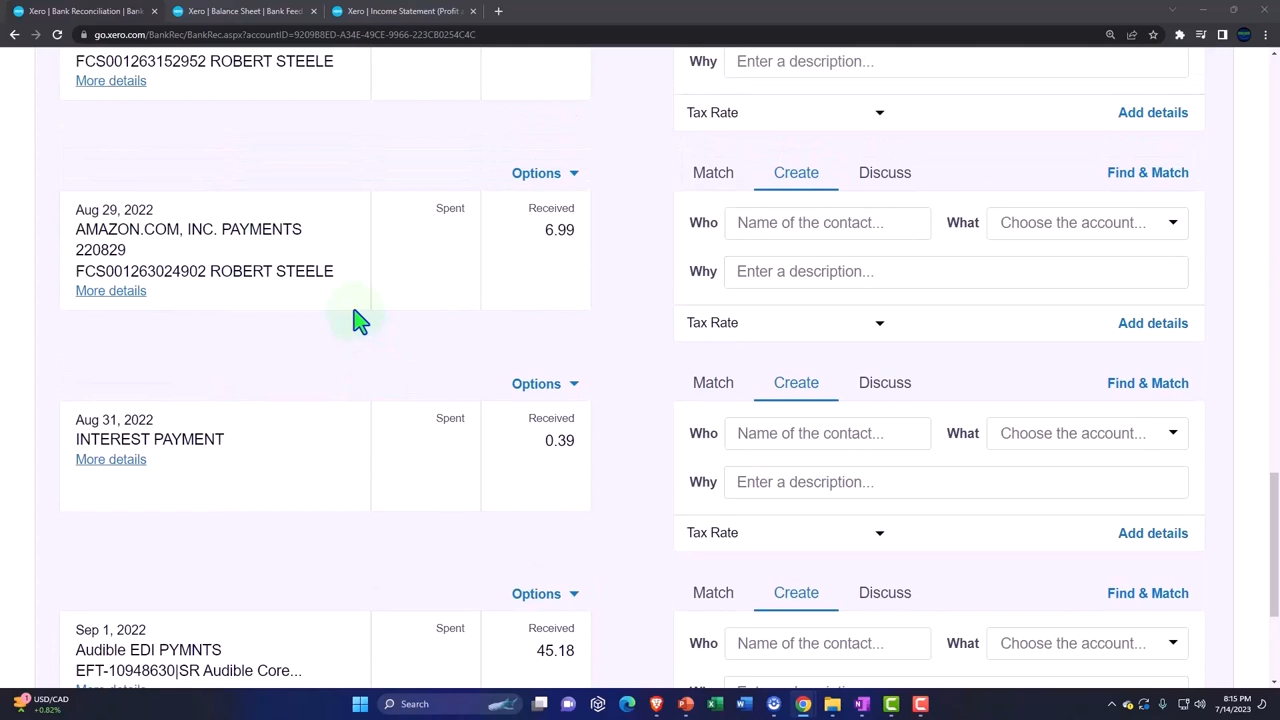 Xero | Bank Reconciliation | Bank
Xero | Balance Sheet | Bank Feed
Xero | Income Statement (Profit
go.xero.com/BankRec/BankRec.aspx?accountID=9209B8ED-A34E-49CE-9966-223CB0254C4C
FCS001263152952 ROBERT STEELE
More details
Why Enter a description...
Tax Rate Add details
Options
Match Create Discuss Find & Match
Aug 29, 2022
AMAZON.COM, INC. PAYMENTS
220829
FCS001263024902 ROBERT STEELE
More details
Spent Received
6.99
Who Name of the contact... What Choose the account...
Why Enter a description...
Tax Rate Add details
Options
Match Create Discuss Find & Match
Aug 31, 2022
INTEREST PAYMENT
More details
Spent Received
0.39
Who Name of the contact... What Choose the account...
Why Enter a description...
Tax Rate Add details
Options
Match Create Discuss Find & Match
Sep 1, 2022
Audible EDI PYMNTS
EFT-10948630|SR Audible Core...
Spent Received
45.18
Who Name of the contact... What Choose the account...
USD/CAD
+0.82%
Search
8:15 PM
7/14/2023